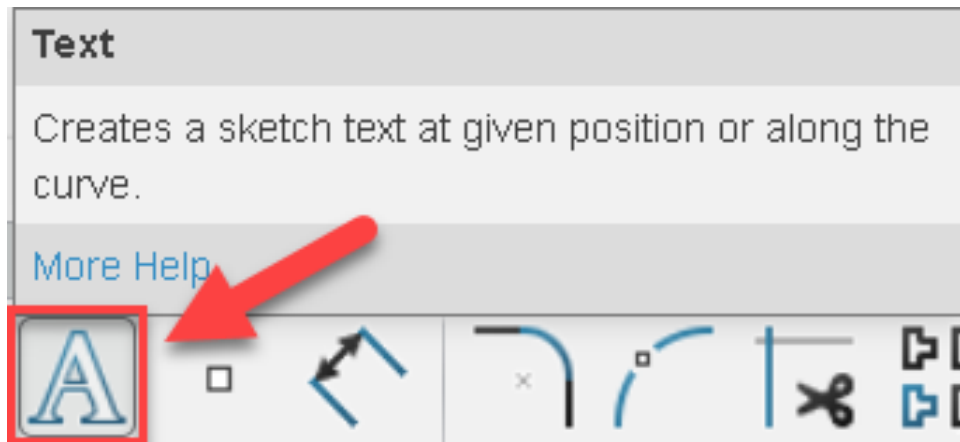 Text
Creates a sketch text at given position or along the
curve.
More Help
A